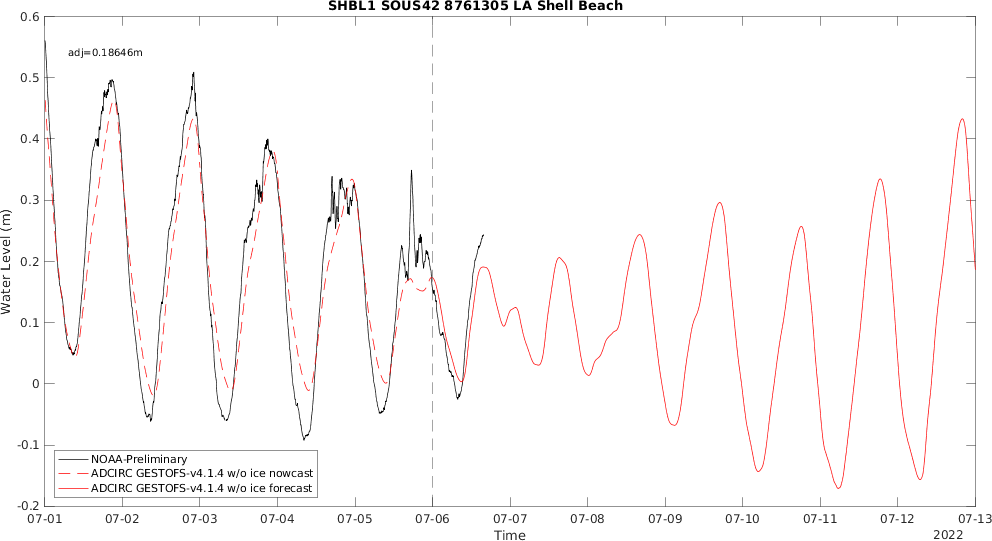 SHBL1 SOUS42 8761305 LA Shell Beach
adj=0.18646m
Water Level (m)
0.6
0.5
0.4
0.3
0.2
0.1
0
-0.1
-0.2
NOAA-Preliminary
ADCIRC GESTOFS-v4.1.4 w/o ice nowcast
ADCIRC GESTOFS-v4.1.4 w/o ice forecast
07-01 07-02 07-03 07-04 07-05 07-06 07-07 07-08 07-09 07-10 07-11 07-12 07-13
Time
2022